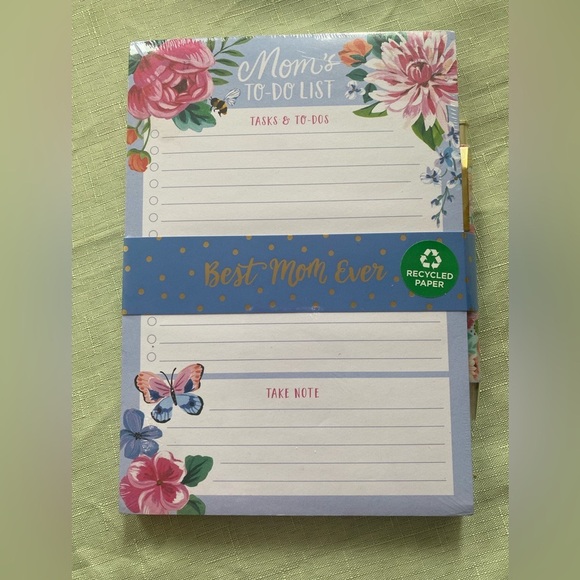 Mom's
TO-DO LIST
TASKS & TO-DOS
Best Mom Ever
RECYCLED
PAPER
TAKE NOTE